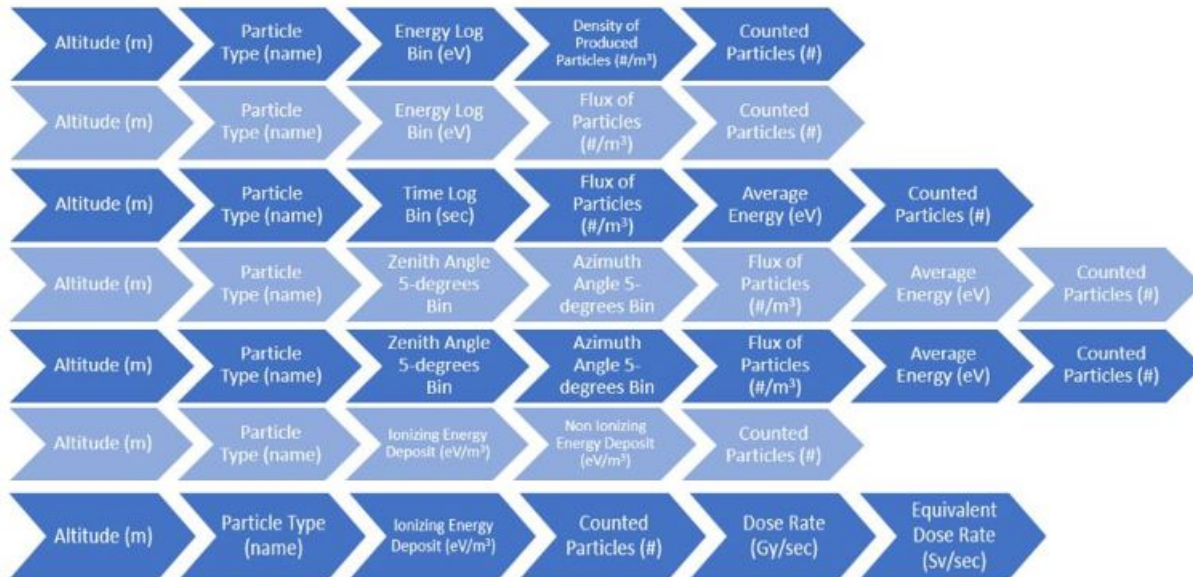 Altitude (m)
Particle
Type (name)
Energy Log
Bin (eV)
Density of
Produced
Particles (#/m³)
Counted
Particles (#)
Altitude (m)
Particle
Type (name)
Energy Log
Bin (eV)
Flux of
Particles
(#/m³)
Counted
Particles (#)
Altitude (m)
Particle
Type (name)
Time Log
Bin (sec)
Flux of
Particles
(#/m³)
Average
Energy (eV)
Counted
Particles (#)
Altitude (m)
Particle
Type (name)
Zenith Angle
5-degrees
Bin
Azimuth
Angle 5-
degrees Bin
Flux of
Particles
(#/m³)
Average
Energy (eV)
Counted
Particles (#)
Altitude (m)
Particle
Type (name)
Zenith Angle
5-degrees
Bin
Azimuth
Angle 5-
degrees Bin
Flux of
Particles
(#/m³)
Average
Energy (eV)
Counted
Particles (#)
Altitude (m)
Particle
Type (name)
Ionizing Energy
Deposit (eV/m³)
Non Ionizing
Energy Deposit
(eV/m³)
Counted
Particles (#)
Altitude (m)
Particle Type
(name)
Ionizing Energy
Deposit (eV/m³)
Counted
Particles (#)
Dose Rate
(Gy/sec)
Equivalent
Dose Rate
(Sv/sec)